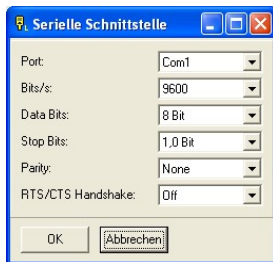 Serielle Schnittstelle
Port: Com1
Bits/s: 9600
Data Bits: 8 Bit
Stop Bits: 1,0 Bit
Parity: None
RTS/CTS Handshake: Off
OK Abbrechen